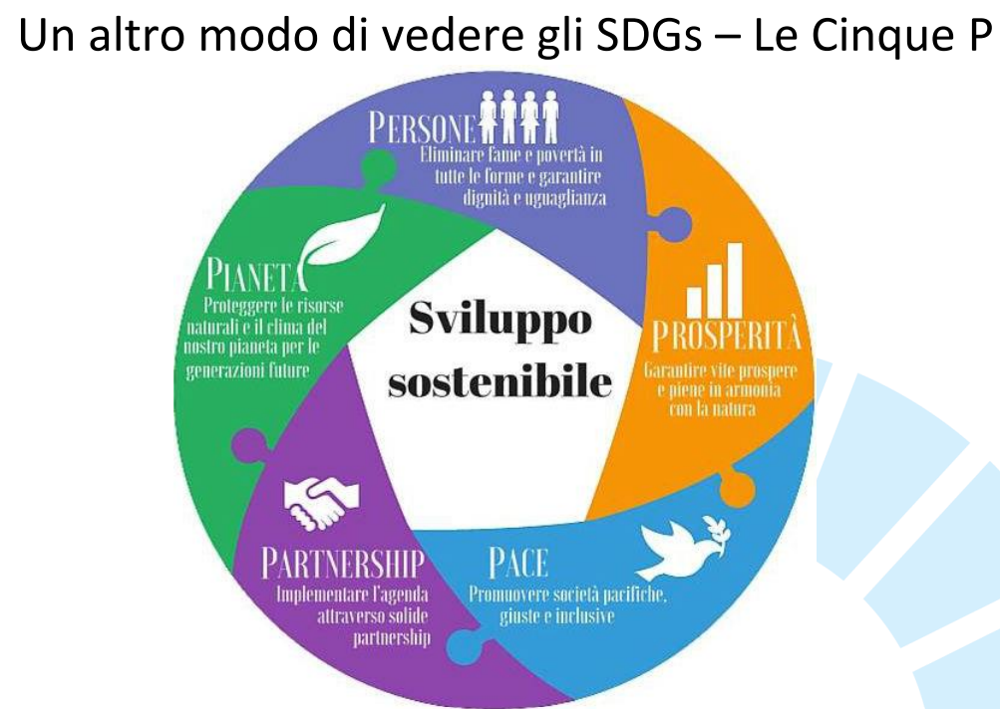 Un altro modo di vedere gli SDGs – Le Cinque P
PERSONE
Eliminare fame e povertà in
tutte le forme e garantire
dignità e uguaglianza
PROSPERITÀ
Garantire vite prospere
e piene in armonia
con la natura
PIANETA
Proteggere le risorse
naturali e il clima del
nostro pianeta per le
generazioni future
Sviluppo
sostenibile
PARTNERSHIP
Implementare l'agenda
attraverso solide
partnership
PACE
Promuovere società pacifiche,
giuste e inclusive